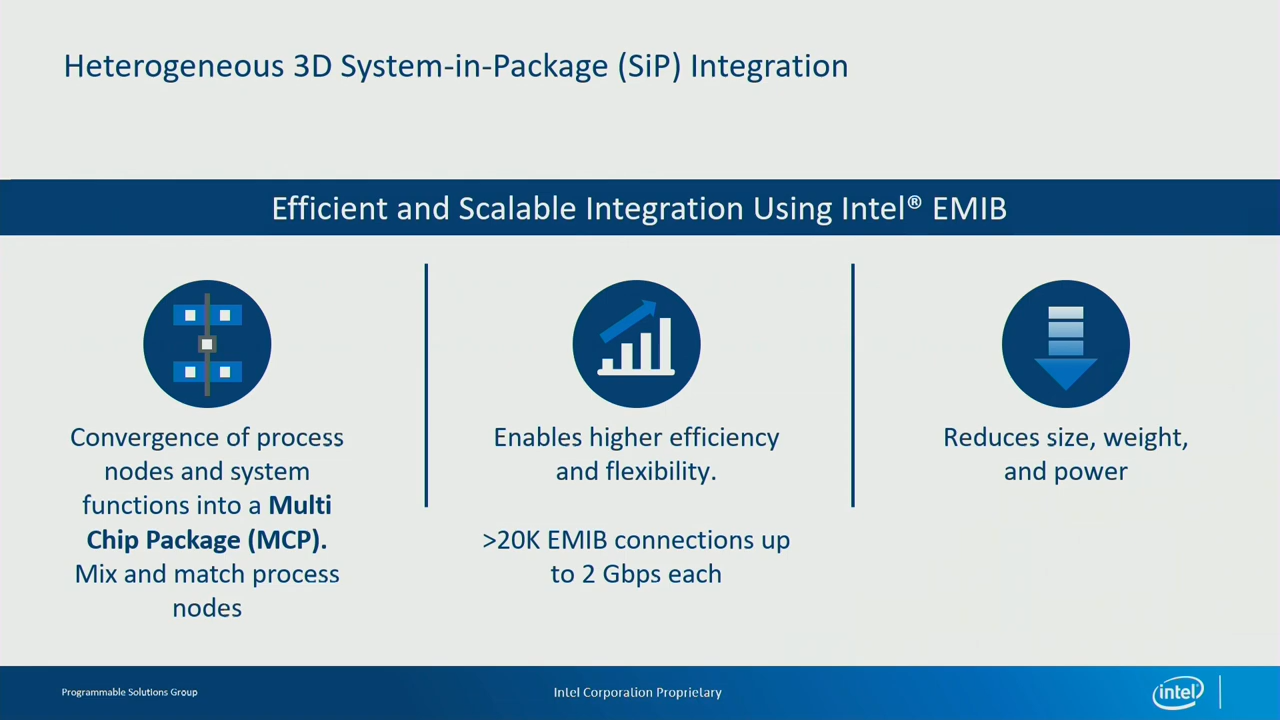 Heterogeneous 3D System-in-Package (SiP) Integration
Efficient and Scalable Integration Using Intel® EMIB
Convergence of process
nodes and system
functions into a Multi
Chip Package (MCP).
Mix and match process
nodes
Enables higher efficiency
and flexibility.
>20K EMIB connections up
to 2 Gbps each
Reduces size, weight,
and power
Programmable Solutions Group
Intel Corporation Proprietary
intel